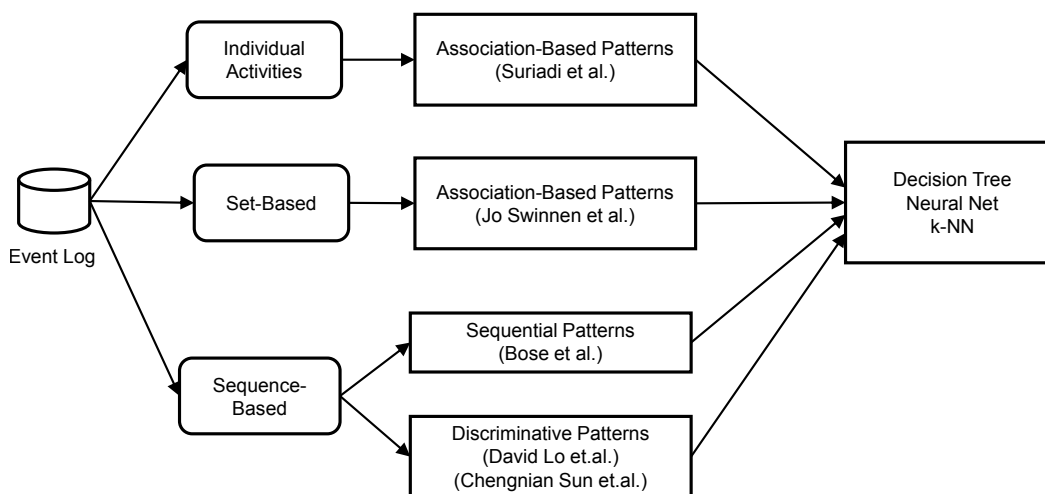 Individual
Activities
Association-Based Patterns
(Suriadi et al.)
Set-Based
Association-Based Patterns
(Jo Swinnen et al.)
Decision Tree
Neural Net
k-NN
Event Log
Sequence-
Based
Sequential Patterns
(Bose et al.)
Discriminative Patterns
(David Lo et.al.)
(Chengnian Sun et.al.)